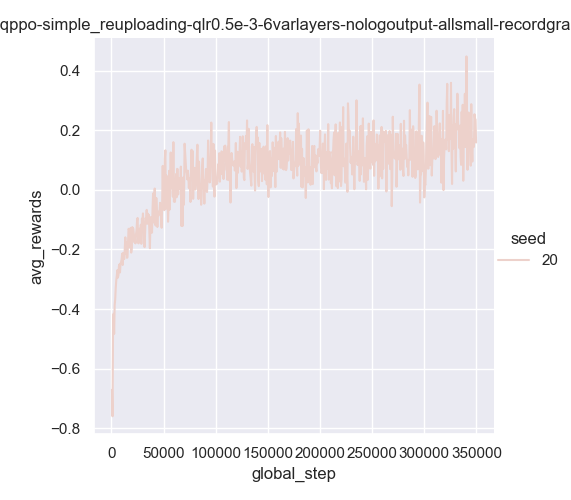 qppo-simple_reuploading-qlr0.5e-3-6varlayers-nologoutput-allsmall-recordgra
0.4
0.2
0.0
−0.2
−0.4
−0.6
−0.8
avg_rewards
seed
20
0 50000 100000 150000 200000 250000 300000 350000
global_step